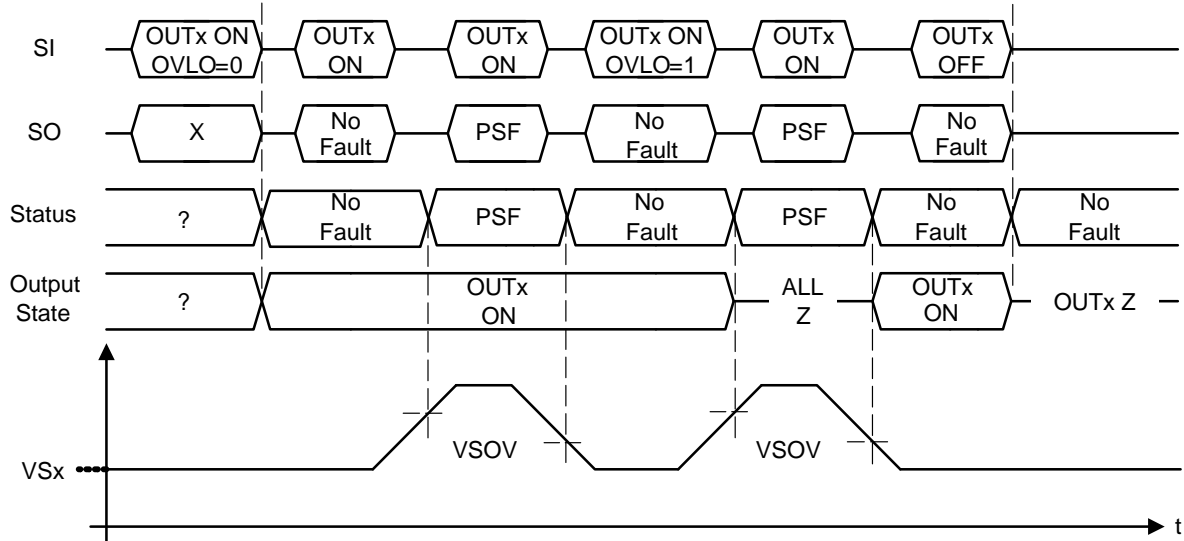 SI
OUTx ON
OVLO=0
OUTx
ON
OUTx
ON
OUTx ON
OVLO=1
OUTx
ON
OUTx
OFF
SO
X
No
Fault
PSF
No
Fault
PSF
No
Fault
Status
?
No
Fault
PSF
No
Fault
PSF
No
Fault
No
Fault
Output
State
?
OUTx
ON
ALL
Z
OUTx
ON
OUTx Z
VSOV
VSOV
VSx
t